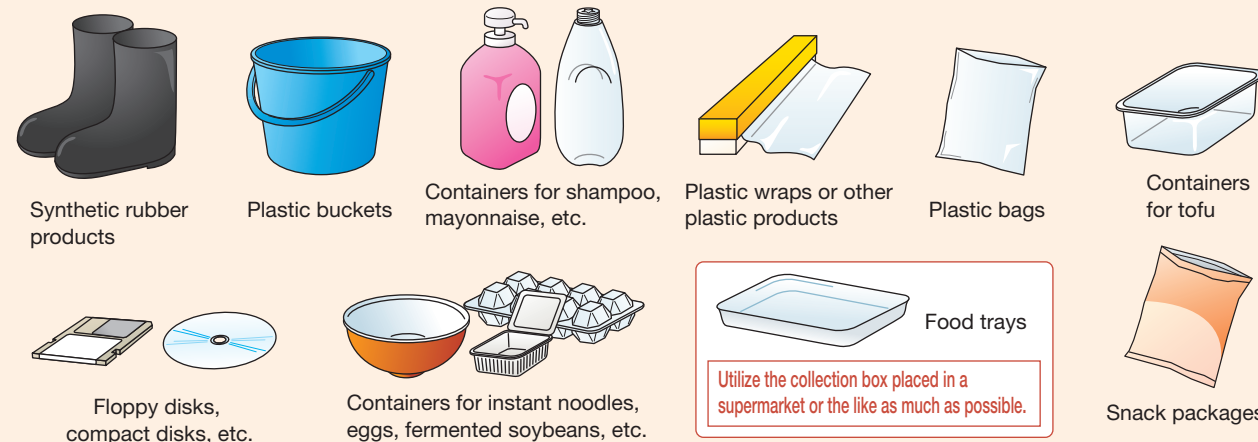 Synthetic rubber
products
Plastic buckets
Containers for shampoo,
mayonnaise, etc.
Plastic wraps or other
plastic products
Plastic bags
Containers
for tofu
Floppy disks,
compact disks, etc.
Containers for instant noodles,
eggs, fermented soybeans, etc.
Food trays
Utilize the collection box placed in a
supermarket or the like as much as possible.
Snack packages